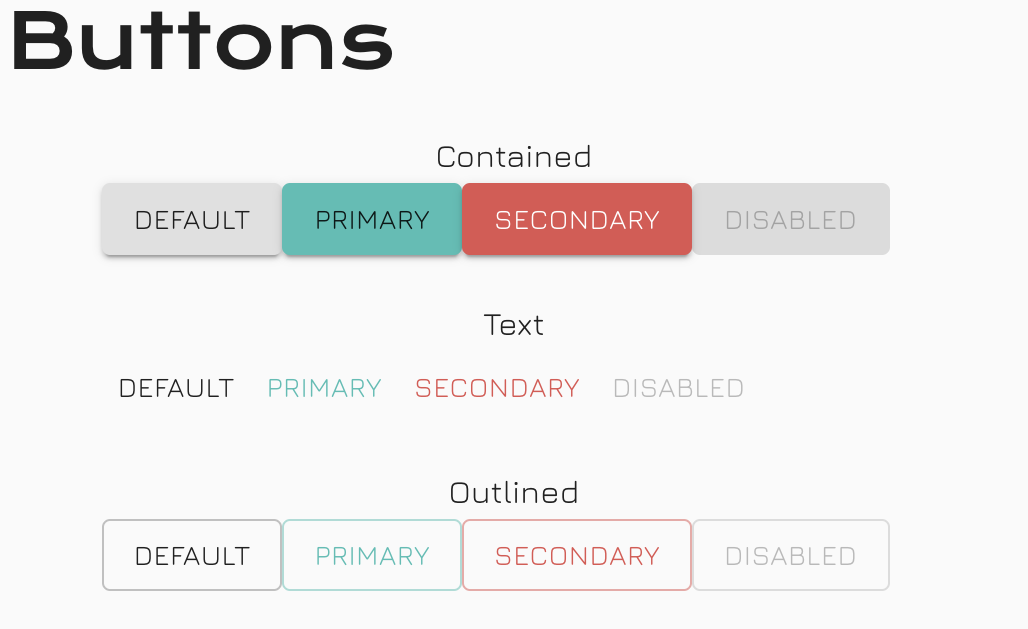 Buttons
Contained
DEFAULT PRIMARY SECONDARY DISABLED
Text
DEFAULT PRIMARY SECONDARY DISABLED
Outlined
DEFAULT PRIMARY SECONDARY DISABLED